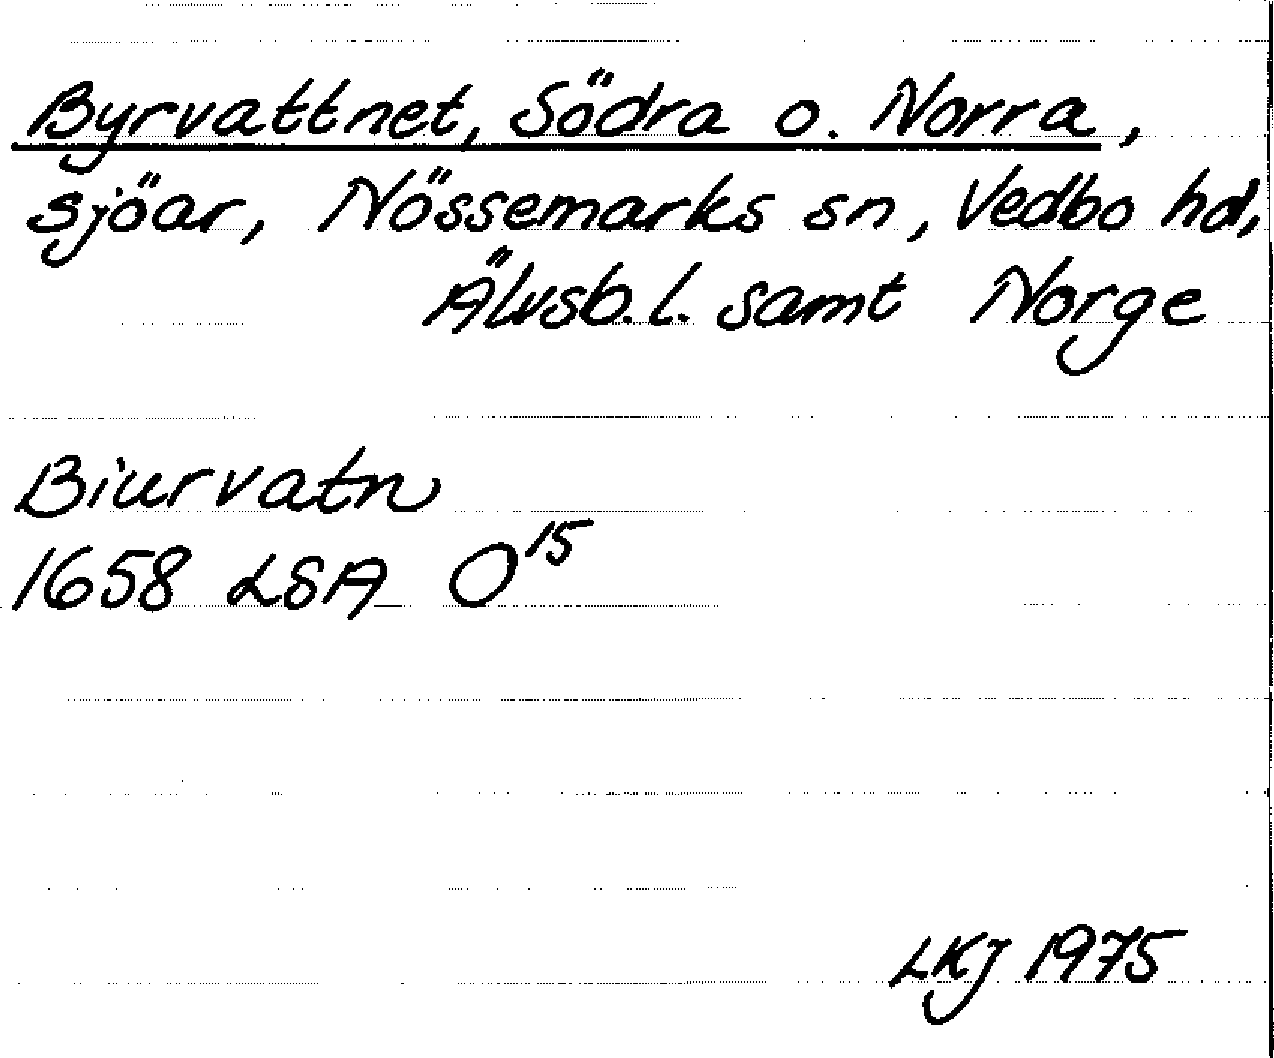 Byrvattnet, Södra o. Norra,
sjöar, Nössemarks sn, Vedbo hd,
Älvsb.l. samt Norge
Biurvatn
1658 LSA O¹⁵
LKJ 1975